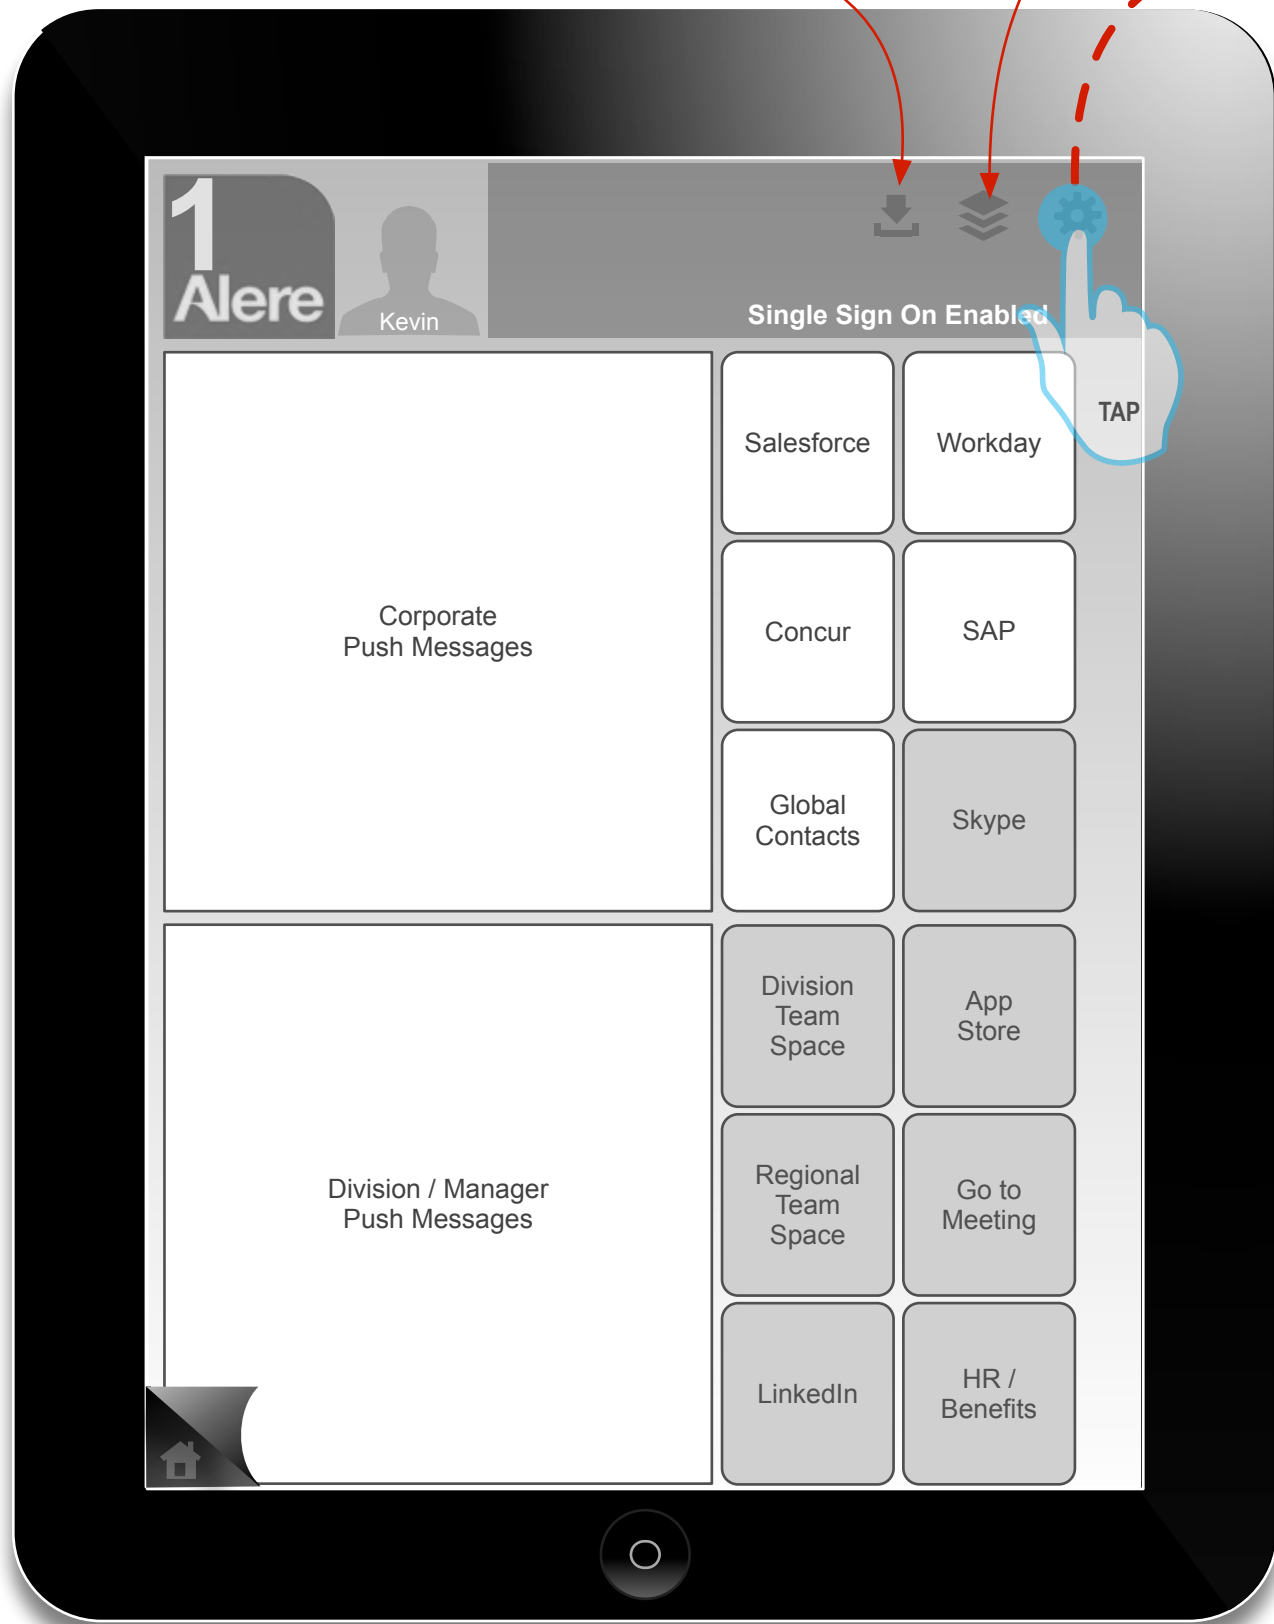 1
Alere
Kevin
Single Sign On Enabled
TAP
Corporate
Push Messages
Salesforce
Workday
Concur
SAP
Global
Contacts
Skype
Division / Manager
Push Messages
Division
Team
Space
App
Store
Regional
Team
Space
Go to
Meeting
LinkedIn
HR /
Benefits